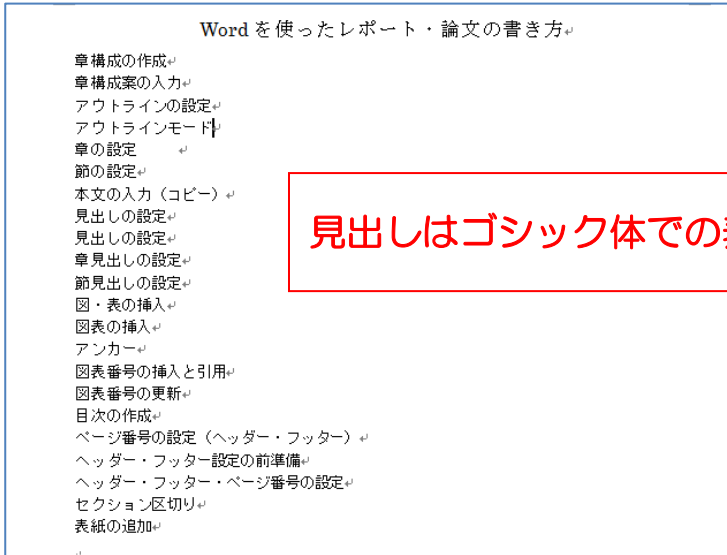 Wordを使ったレポート・論文の書き方
章構成の作成
章構成案の入力
アウトラインの設定
アウトラインモード
章の設定
節の設定
本文の入力（コピー）
見出しの設定
見出しの設定
章見出しの設定
節見出しの設定
図・表の挿入
図表の挿入
アンカー
図表番号の挿入と引用
図表番号の更新
目次の作成
ページ番号の設定（ヘッダー・フッター）
ヘッダー・フッター設定の前準備
ヘッダー・フッター・ページ番号の設定
セクション区切り
表紙の追加
見出しはゴシック体での